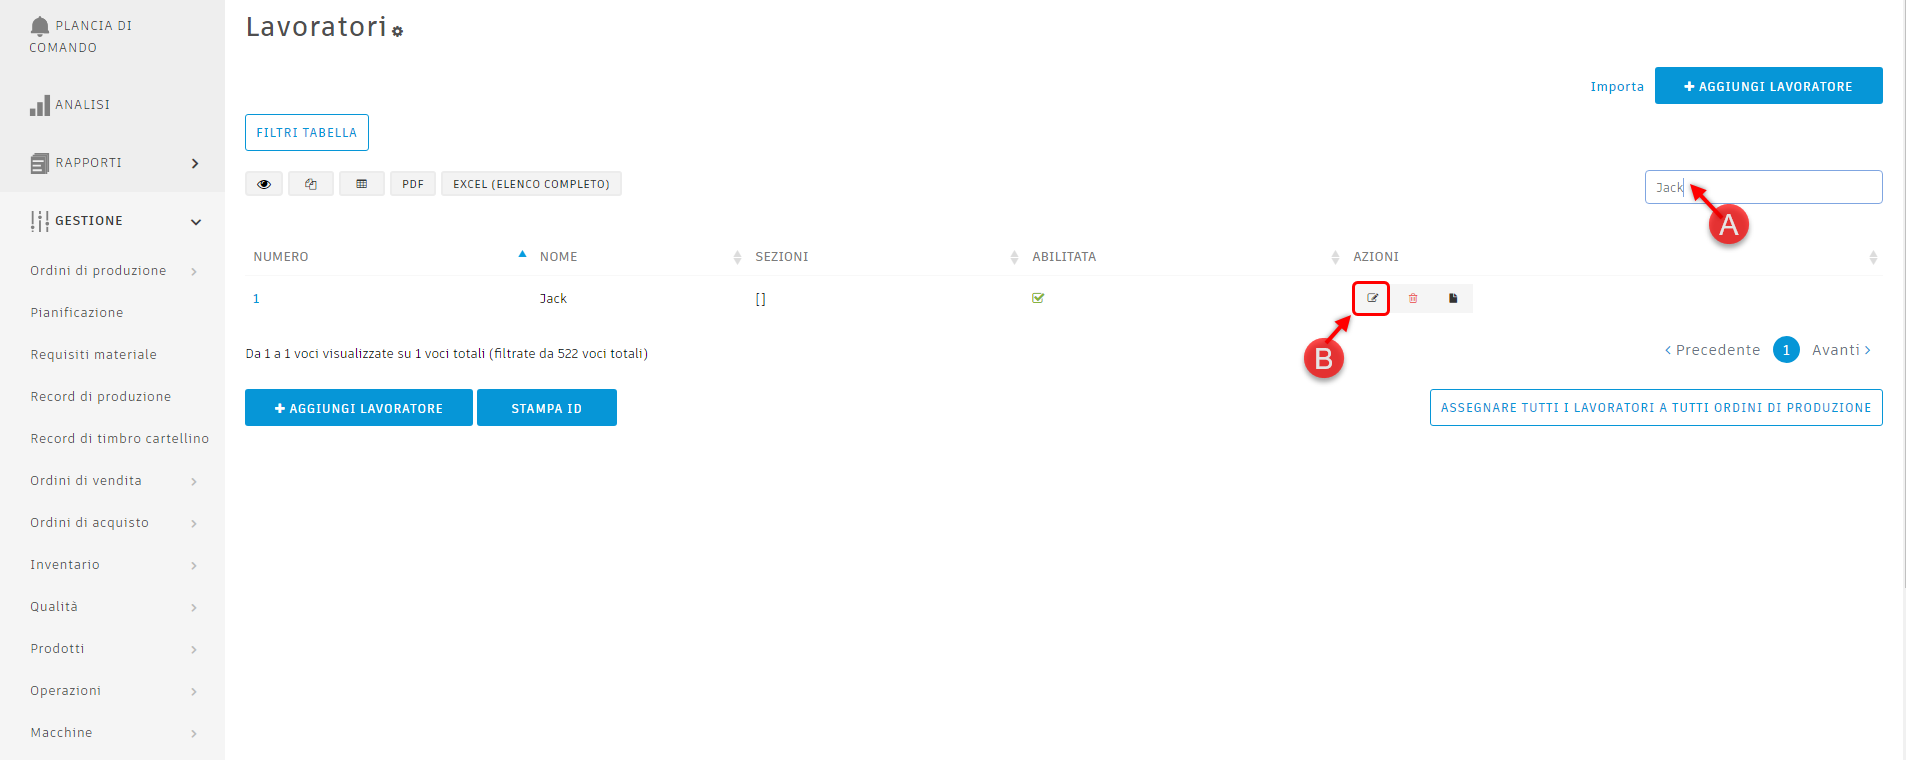 PLANCIA DI
COMANDO
ANALISI
RAPPORTI
GESTIONE
Ordini di produzione
Pianificazione
Requisiti materiale
Record di produzione
Record di timbro cartellino
Ordini di vendita
Ordini di acquisto
Inventario
Qualità
Prodotti
Operazioni
Macchine
Lavoratori
Importa
AGGIUNGI LAVORATORE
FILTRI TABELLA
PDF EXCEL (ELENCO COMPLETO)
Jack
A
NUMERO NOME SEZIONI ABILITATA AZIONI
1 Jack []
B
Da 1 a 1 voci visualizzate su 1 voci totali (filtrate da 522 voci totali)
Precedente 1 Avanti
AGGIUNGI LAVORATORE STAMPA ID
ASSEGNARE TUTTI I LAVORATORI A TUTTI ORDINI DI PRODUZIONE